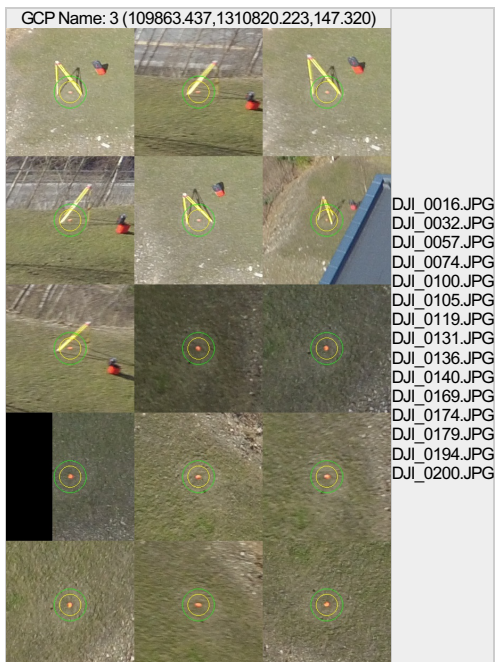 GCP Name: 3 (109863.437,1310820.223,147.320)
DJI_0016.JPG
DJI_0032.JPG
DJI_0057.JPG
DJI_0074.JPG
DJI_0100.JPG
DJI_0105.JPG
DJI_0119.JPG
DJI_0131.JPG
DJI_0136.JPG
DJI_0140.JPG
DJI_0169.JPG
DJI_0174.JPG
DJI_0179.JPG
DJI_0194.JPG
DJI_0200.JPG